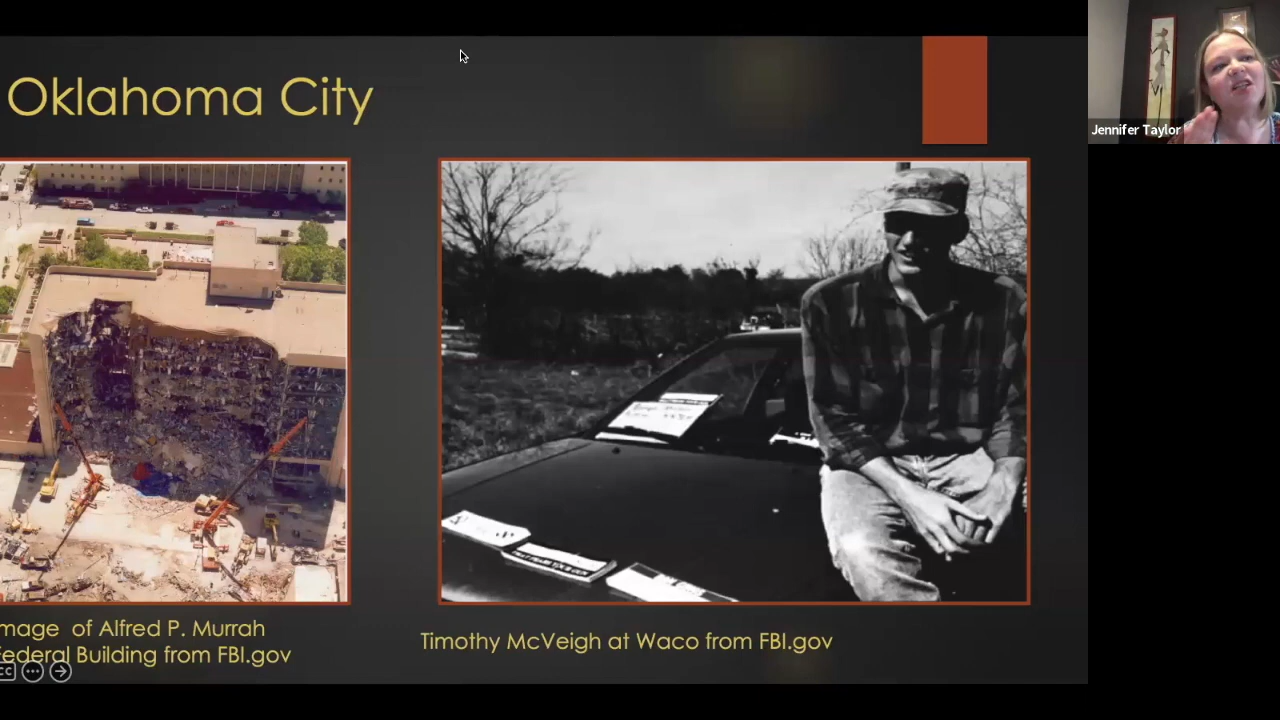 Oklahoma City
Jennifer Taylor
mage of Alfred P. Murrah
Federal Building from FBI.gov
Timothy McVeigh at Waco from FBI.gov
CC